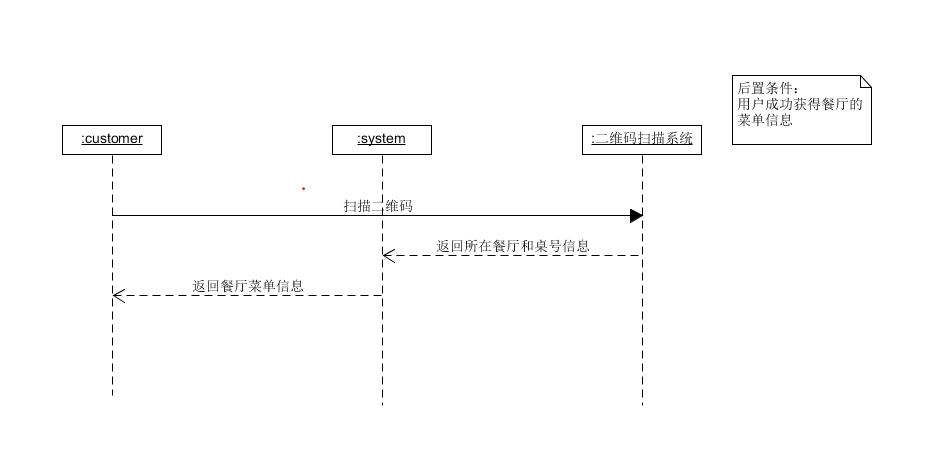 后置条件：
用户成功获得餐厅的
菜单信息
:customer
:system
:二维码扫描系统
扫描二维码
返回所在餐厅和桌号信息
返回餐厅菜单信息